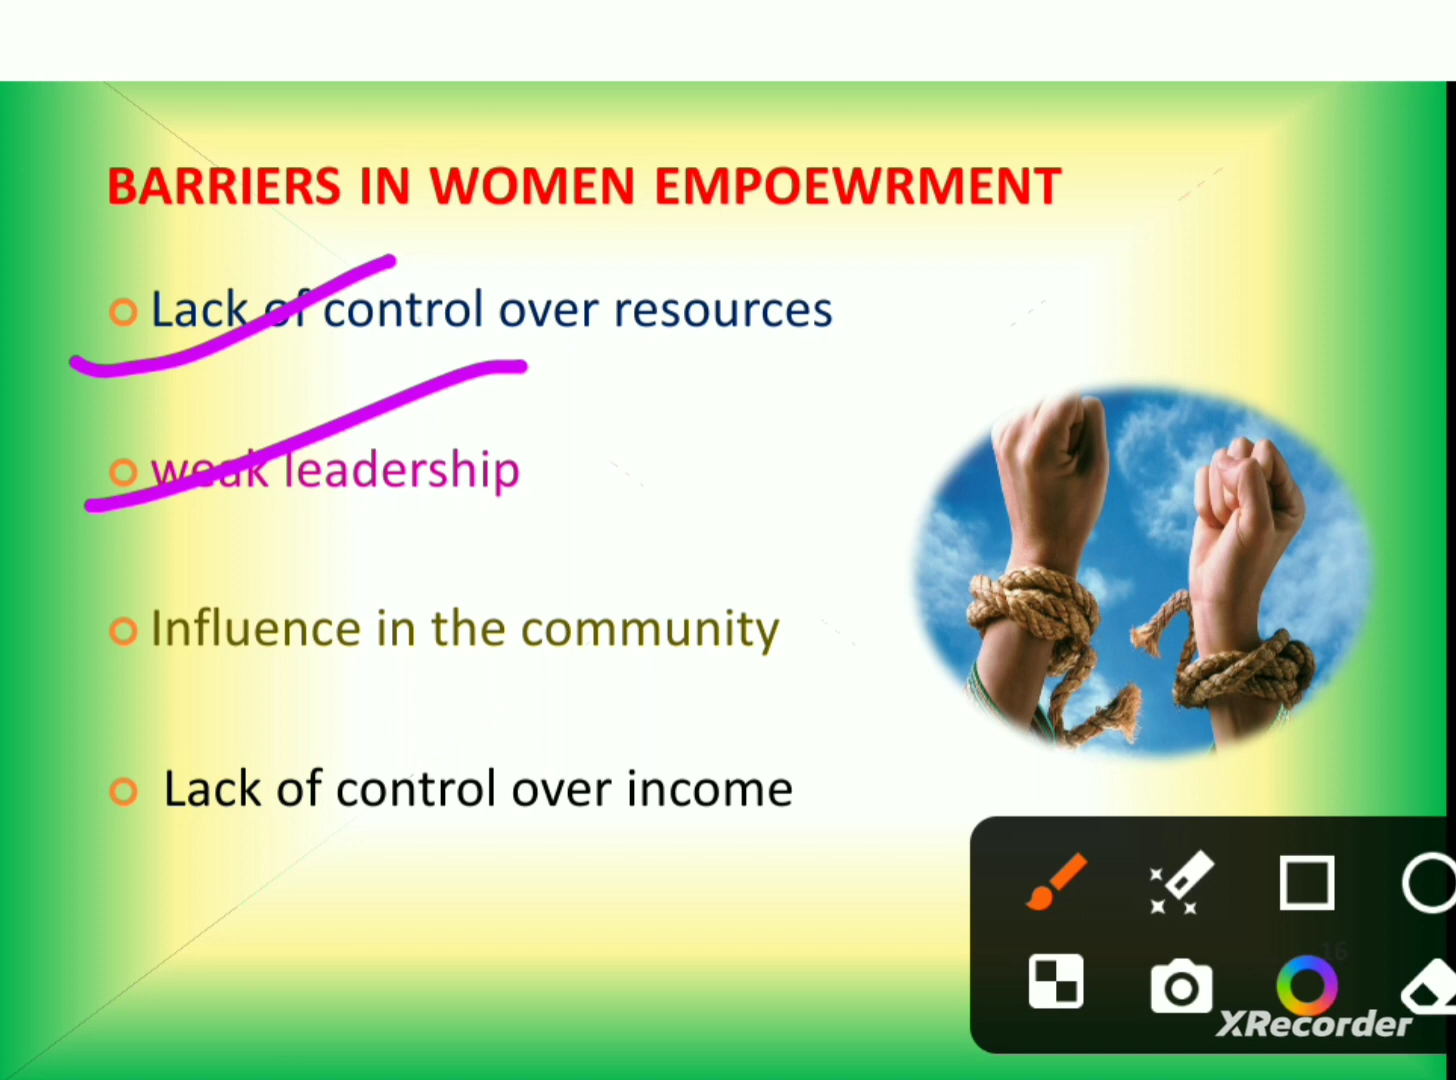 BARRIERS IN WOMEN EMPOEWRMENT
Lack of control over resources
weak leadership
Influence in the community
Lack of control over income
16
XRecorder